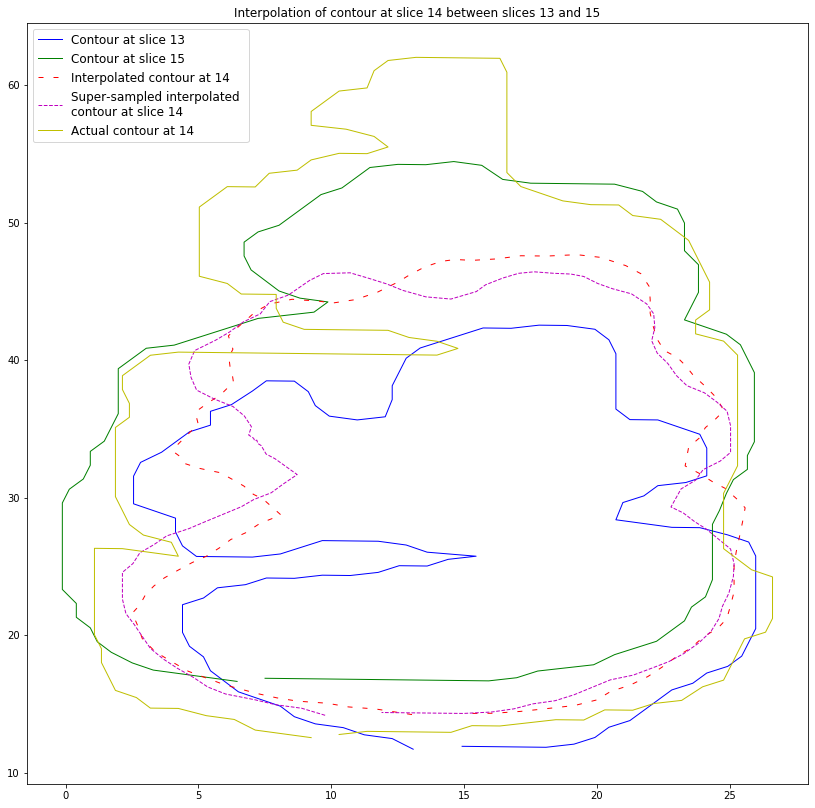 Interpolation of contour at slice 14 between slices 13 and 15
Contour at slice 13
Contour at slice 15
Interpolated contour at 14
Super-sampled interpolated
contour at slice 14
Actual contour at 14
60
50
40
30
20
10
0
5
10
15
20
25